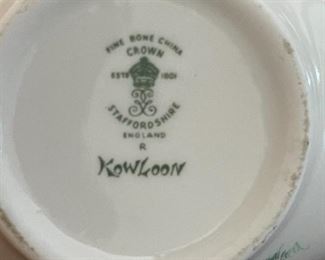 FINE BONE CHINA
CROWN
ESTD 1801
STAFFORDSHIRE
ENGLAND
R
KOWLOON